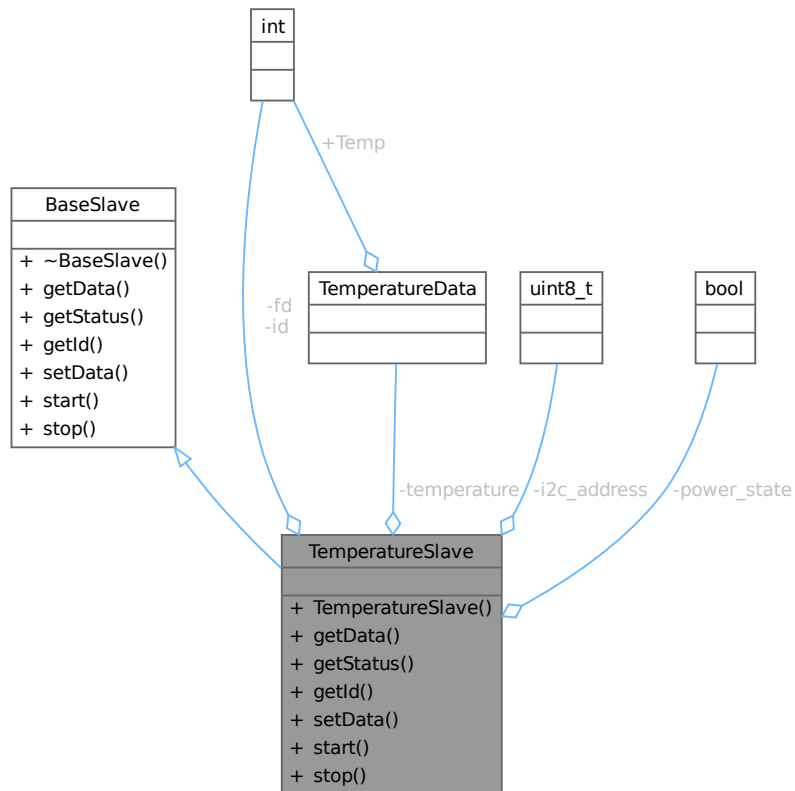 int
+Temp
BaseSlave
+ ~BaseSlave()
+ getData()
+ getStatus()
+ getId()
+ setData()
+ start()
+ stop()
-fd
-id
TemperatureData
uint8_t
bool
-temperature
-i2c_address
-power_state
TemperatureSlave
+ TemperatureSlave()
+ getData()
+ getStatus()
+ getId()
+ setData()
+ start()
+ stop()